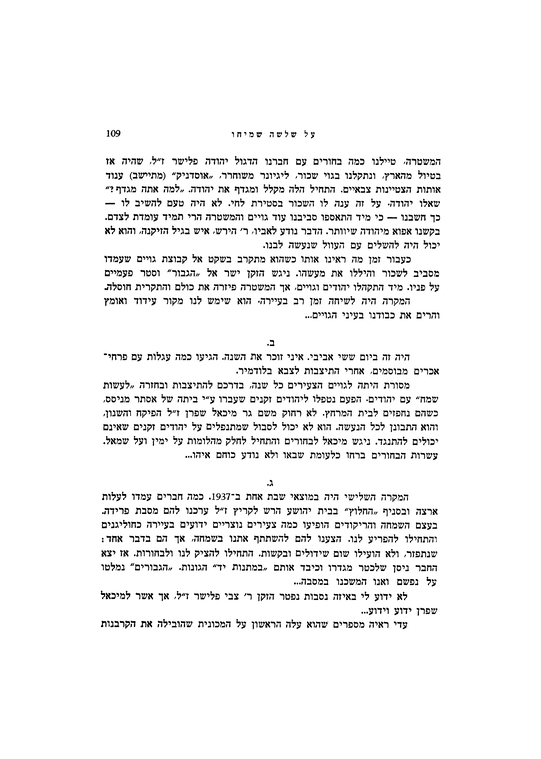 על שלשה שמיחו 109
המשטרה, טיילנו כמה בחורים עם חברנו הדגול יהודה פלישר ז״ל, שהיה אז
בטיול מהארץ, ונתקלנו בגוי שכור, ליגיונר משוחרר, „אוסדניק״ (מתיישב) ענוד
אותות הצטיינות צבאיים. התחיל הלה מקלל ומגדף את יהודה. „למה אתה מגדף ?״
שאלו יהודה, על זה ענה לו השכור בסטירת לחי. לא היה טעם להשיב לו —
כך חשבנו — כי מיד התאספו סביבנו עוד גויים והמשטרה הרי תמיד עומדת לצדם.
בקשנו אפוא מיהודה שיוותר. הדבר נודע לאביו, ר׳ הירש, איש בגיל הזיקנה, והוא לא
יכול היה להשלים עם העוול שנעשה לבנו.
כעבור זמן מה ראינו אותו כשהוא מתקרב בשקט אל קבוצת גויים שעמדו
מסביב לשכור והיללו את מעשהו. ניגש הזקן ישר אל „הגבור״ וסטר פעמיים
על פניו. מיד התקהלו יהודים וגויים, אך המשטרה פיזרה את כולם והתקרית חוסלה.
המקרה היה לשיחה זמן רב בעיירה, הוא שימש לנו מקור עידוד ואומץ
והרים את כבודנו בעיני הגויים...
ב.
היה זה ביום ששי אביבי. איני זוכר את השנה. הגיעו כמה עגלות עם פרחי־
אכרים מבוסמים, אחרי התיצבות לצבא בלודמיר.
מסורת היתה לגויים הצעירים כל שנה, בדרכם להתיצבות ובחזרה „לעשות
שמח״ עם יהודים. הפעם נטפלו ליהודים זקנים שעברו ע״י ביתה של אסתר מניסס,
כשהם נחפזים לבית המרחץ. לא רחוק משם גר מיכאל שפרן ז״ל הפיקח והשנון,
והוא התבונן לכל הנעשה. הוא לא יכול לסבול שמתנפלים על יהודים זקנים שאינם
יכולים להתנגד. ניגש מיכאל לבחורים והתחיל לחלק מהלומות על ימין ועל שמאל.
עשרות הבחורים ברחו כלעומת שבאו ולא נודע כוחם איהו...
ג.
המקרה השלישי היה במוצאי שבת אחת ב־1937. כמה חברים עמדו לעלות
ארצה ובסניף „החלוץ״ בבית יהושע הרש לקריץ ז״ל ערכנו להם מסבת פרידה.
בעצם השמחה והריקודים הופיעו כמה צעירים נוצריים ידועים בעיירה כחוליגנים
והתחילו להפריע לנו. הצענו להם להשתתף אתנו בשמחה, אך הם בדבר אחד :
שנתפזר, ולא הועילו שום שידולים ובקשות. התחילו להציק לנו ולבחורות. אז יצא
החבר ניסן שלכטר מגדרו וכיבד אותם „במתנות יד״ הגונות. „הגבורים״ נמלטו
על נפשם ואנו המשכנו במסבה...
לא ידוע לי באיזה נסבות נפטר הזקן ר׳ צבי פלישר ז״ל, אך אשר למיכאל
שפרן ידוע וידוע...
עדי ראיה מספרים שהוא עלה הראשון על המכונית שהובילה את הקרבנות